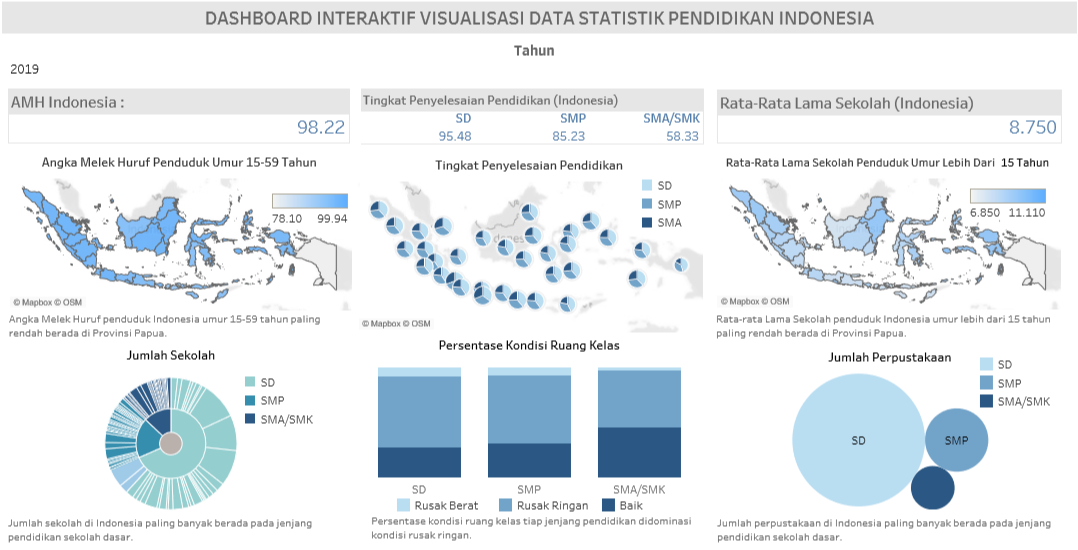 DASHBOARD INTERAKTIF VISUALISASI DATA STATISTIK PENDIDIKAN INDONESIA
Tahun
2019
AMH Indonesia :
98.22
Tingkat Penyelesaian Pendidikan (Indonesia)
SD SMP SMA/SMK
95.48 85.23 58.33
Rata-Rata Lama Sekolah (Indonesia)
8.750
Angka Melek Huruf Penduduk Umur 15-59 Tahun
78.10 99.94
© Mapbox © OSM
Angka Melek Huruf penduduk Indonesia umur 15-59 tahun paling
rendah berada di Provinsi Papua.
Tingkat Penyelesaian Pendidikan
SD
SMP
SMA
© Mapbox © OSM
Rata-Rata Lama Sekolah Penduduk Umur Lebih Dari 15 Tahun
6.850 11.110
© Mapbox © OSM
Rata-rata Lama Sekolah penduduk Indonesia umur lebih dari 15 tahun
paling rendah berada di Provinsi Papua.
Jumlah Sekolah
SD
SMP
SMA/SMK
Jumlah sekolah di Indonesia paling banyak berada pada jenjang
pendidikan sekolah dasar.
Persentase Kondisi Ruang Kelas
SD SMP SMA/SMK
Rusak Berat Rusak Ringan Baik
Persentase kondisi ruang kelas tiap jenjang pendidikan didominasi
kondisi rusak ringan.
Jumlah Perpustakaan
SD
SMP
SMA/SMK
SD SMP
Jumlah perpustakaan di Indonesia paling banyak berada pada jenjang
pendidikan sekolah dasar.